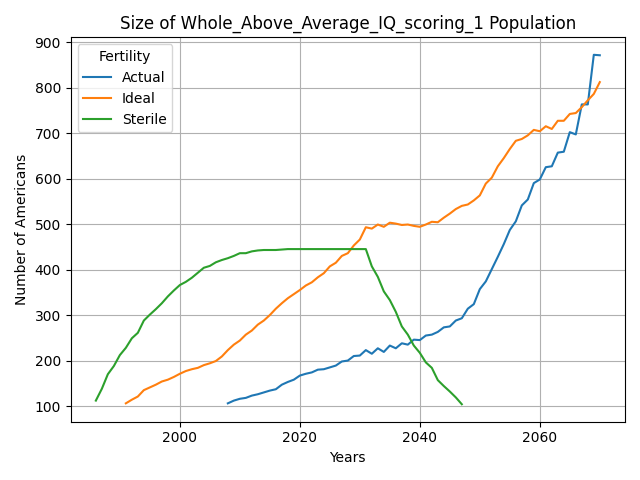 Size of Whole_Above_Average_IQ_scoring_1 Population
Number of Americans
900
800
700
600
500
400
300
200
100
Fertility
Actual
Ideal
Sterile
2000
2020
2040
2060
Years